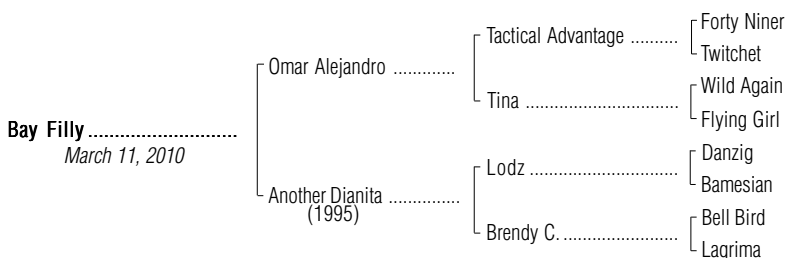 Forty Niner
Tactical Advantage ..........
Twitchet
Omar Alejandro .............
Wild Again
Tina ................................
Flying Girl
Bay Filly ............................
March 11, 2010
Danzig
Lodz ...............................
Bamesian
Another Dianita ...............
(1995)
Bell Bird
Brendy C. ........................
Lagrima